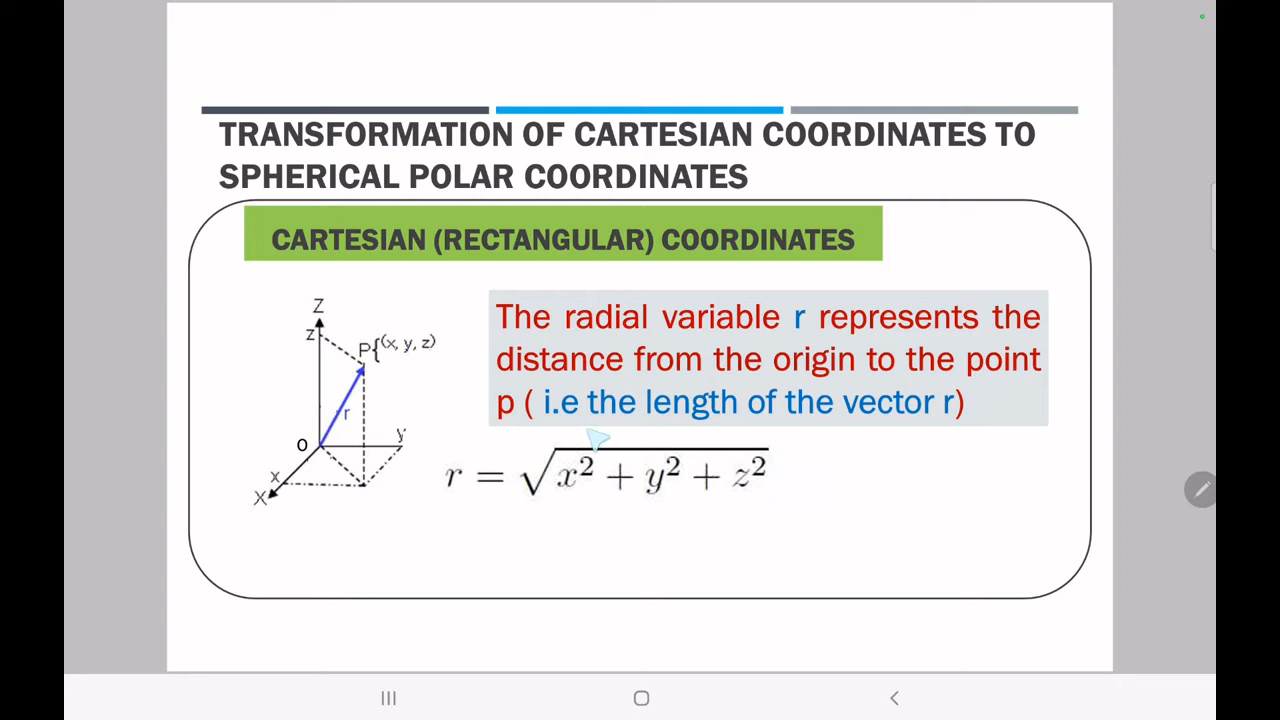 TRANSFORMATION OF CARTESIAN COORDINATES TO
SPHERICAL POLAR COORDINATES
CARTESIAN (RECTANGULAR) COORDINATES
The radial variable r represents the
distance from the origin to the point
p ( i.e the length of the vector r)
r = √x² + y² + z²
Z
z
P{(x, y, z)
r
O
y
x
X